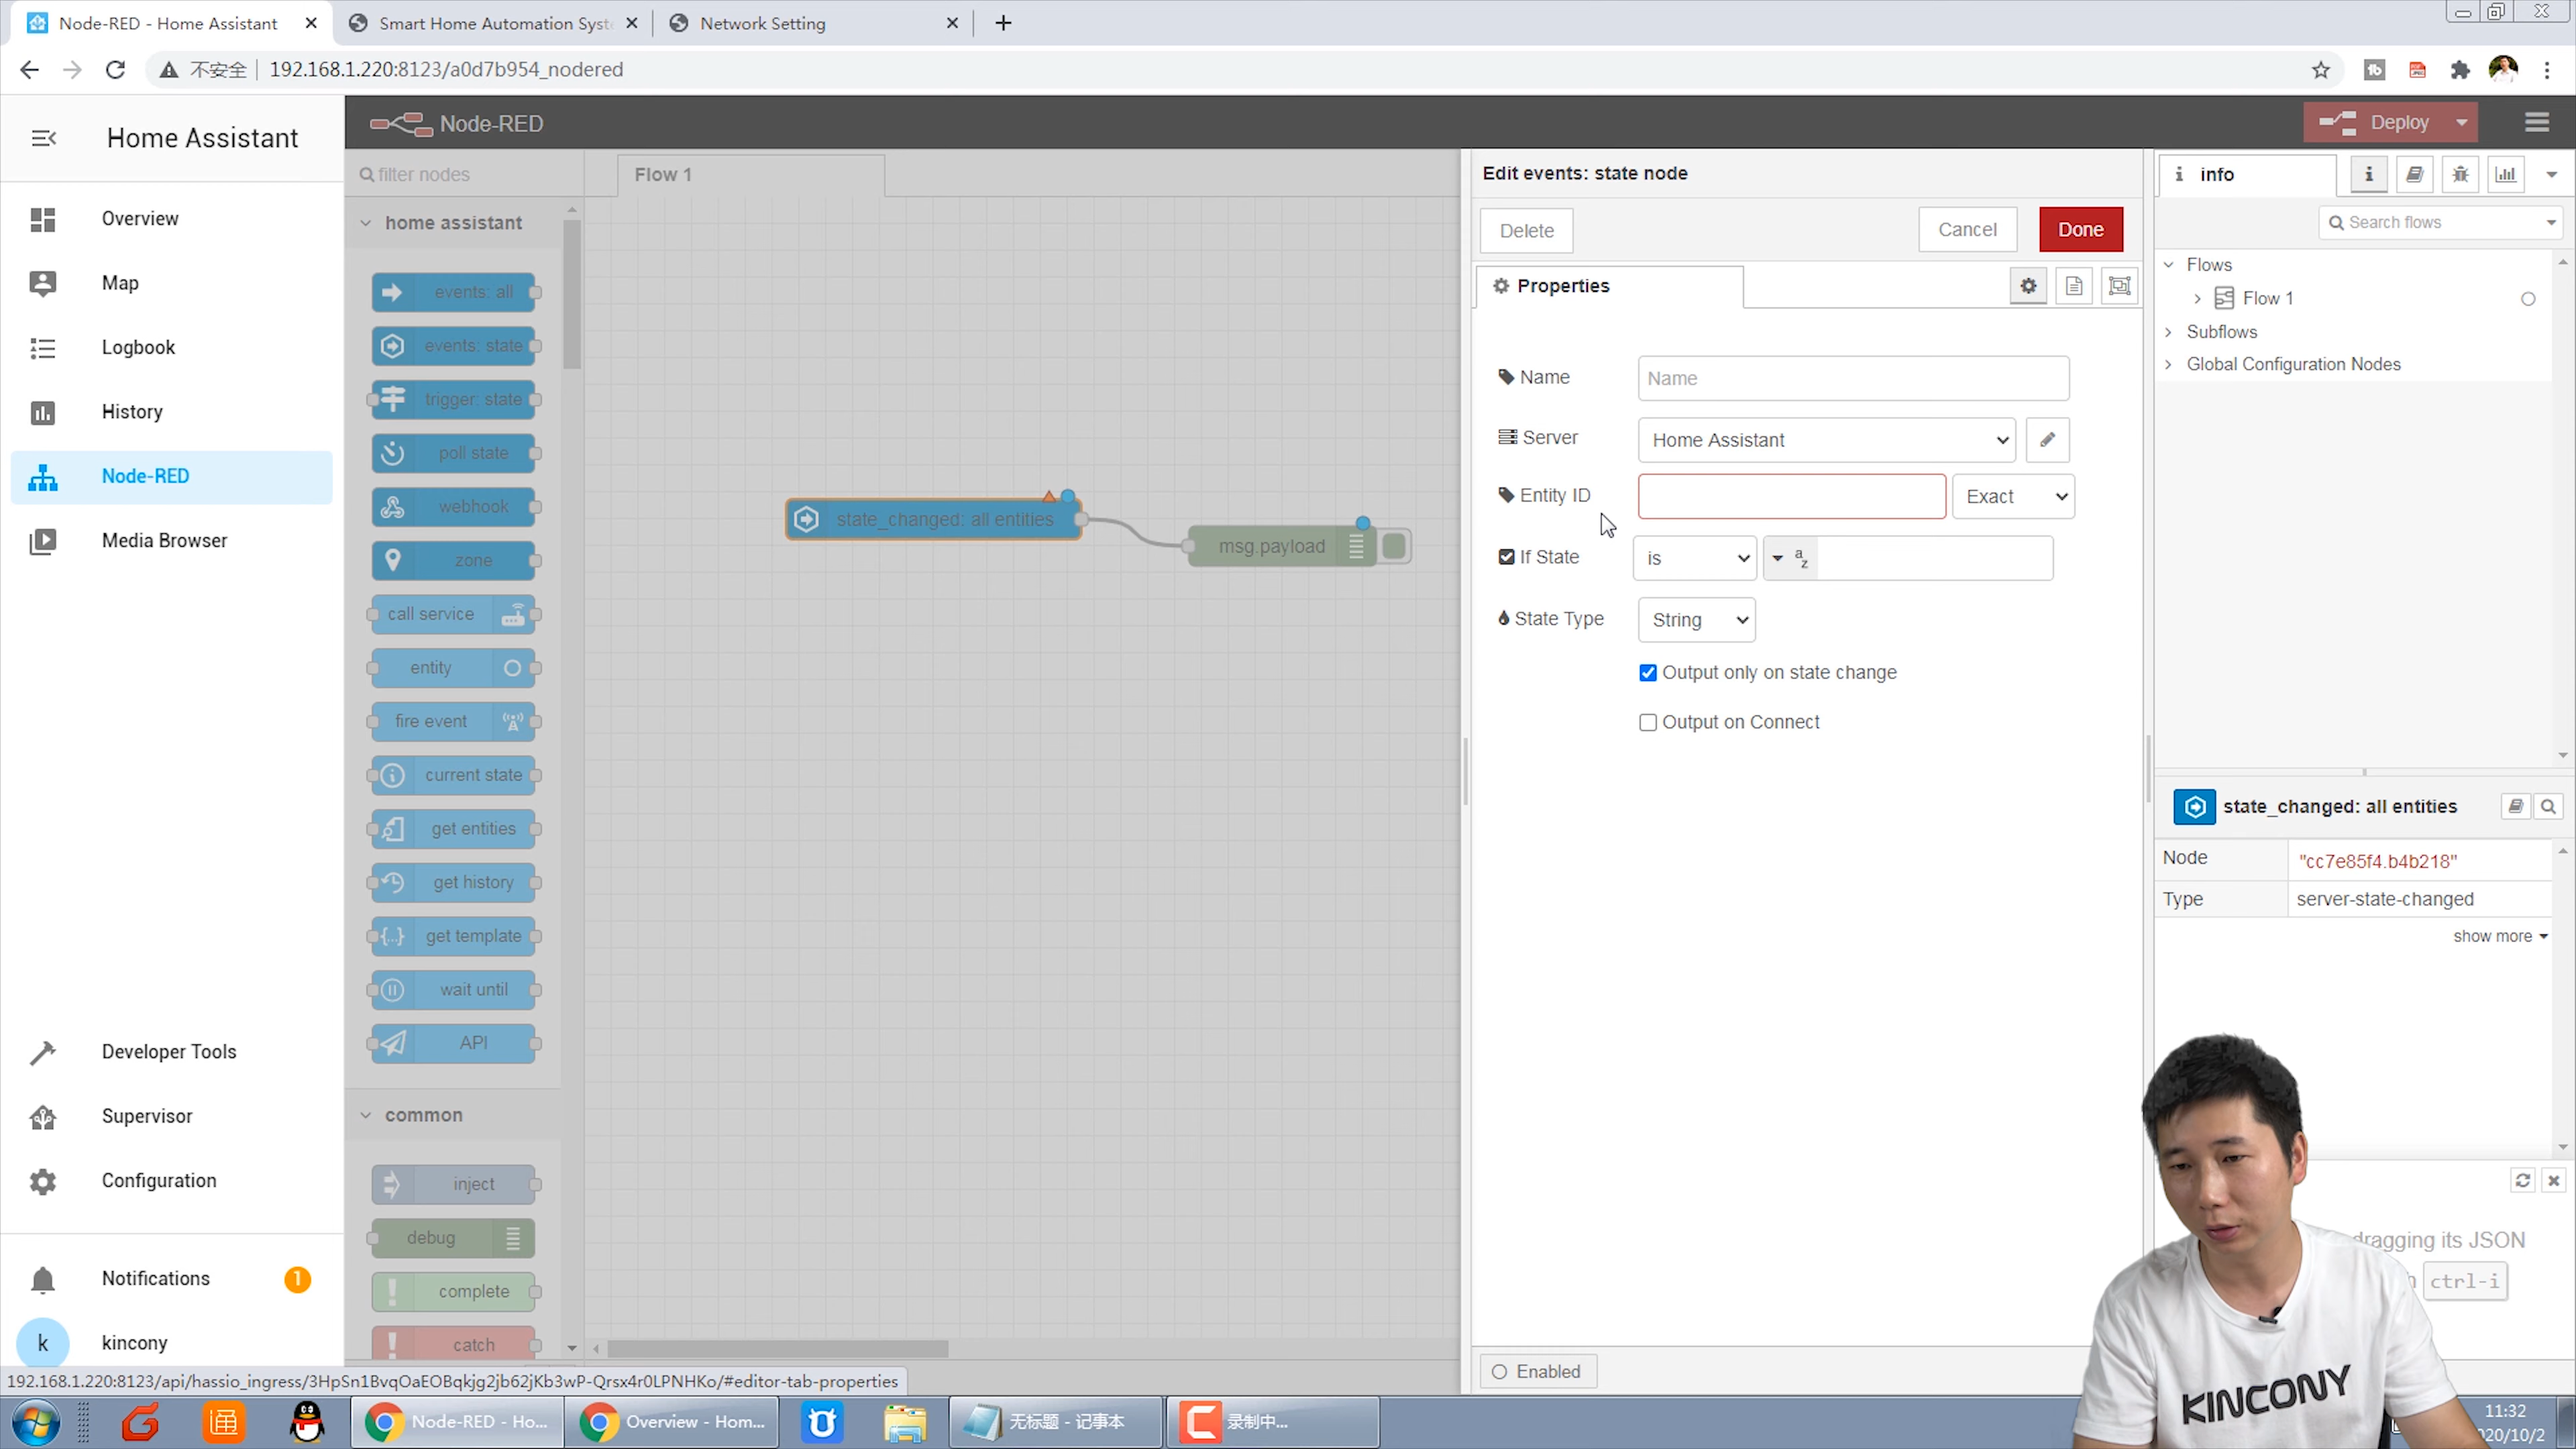 Node-RED - Home Assistant
Smart Home Automation Syst
Network Setting
不安全
192.168.1.220:8123/a0d7b954_nodered
Home Assistant
Node-RED
Deploy
Overview
Map
Logbook
History
Node-RED
Media Browser
Developer Tools
Supervisor
Configuration
Notifications
1
k
kincony
filter nodes
home assistant
events: all
events: state
trigger: state
poll state
webhook
zone
call service
entity
fire event
current state
get entities
get history
get template
wait until
API
common
inject
debug
complete
catch
Flow 1
state_changed: all entities
msg.payload
Edit events: state node
Delete
Cancel
Done
Properties
Name
Name
Server
Home Assistant
Entity ID
Exact
If State
is
a
z
State Type
String
Output only on state change
Output on Connect
Enabled
i info
i
Search flows
Flows
Flow 1
Subflows
Global Configuration Nodes
state_changed: all entities
Node
"cc7e85f4.b4b218"
Type
server-state-changed
show more
dragging its JSON
ctrl-i
KINCONY
192.168.1.220:8123/api/hassio_ingress/3HpSn1BvqOaEOBqkjg2jb62jKb3wP-Qrsx4r0LPNHKo/#editor-tab-properties
通
Node-RED - Ho...
Overview - Hom...
无标题 - 记事本
录制中...
11:32
020/10/2